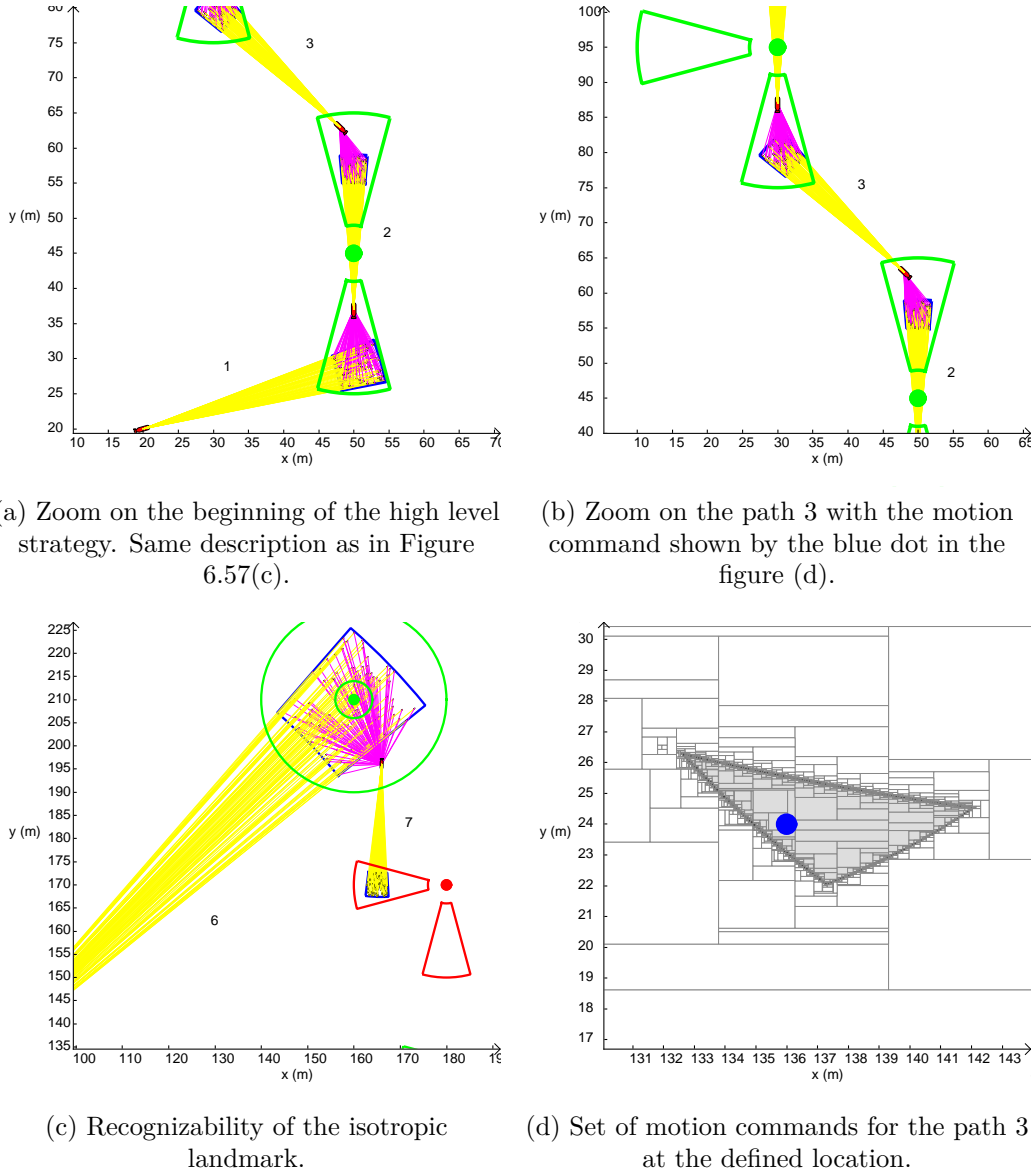 80
75
70
65
60
55
y (m) 50
45
40
35
30
25
20
10 15 20 25 30 35 40 45 50 55 60 65 70
x (m)
3
2
1
100
95
90
85
80
75
y (m)
70
65
60
55
50
45
40
5 10 15 20 25 30 35 40 45 50 55 60 65
x (m)
3
2
a) Zoom on the beginning of the high level
strategy. Same description as in Figure
6.57(c).
(b) Zoom on the path 3 with the motion
command shown by the blue dot in the
figure (d).
225
220
215
210
205
200
195
190
185
y (m)
180
175
170
165
160
155
150
145
140
135
100 110 120 130 140 150 160 170 180
x (m)
7
6
30
29
28
27
26
25
y (m) 24
23
22
21
20
19
18
17
131 132 133 134 135 136 137 138 139 140 141 142 143
x (m)
(c) Recognizability of the isotropic
landmark.
(d) Set of motion commands for the path 3
at the defined location.